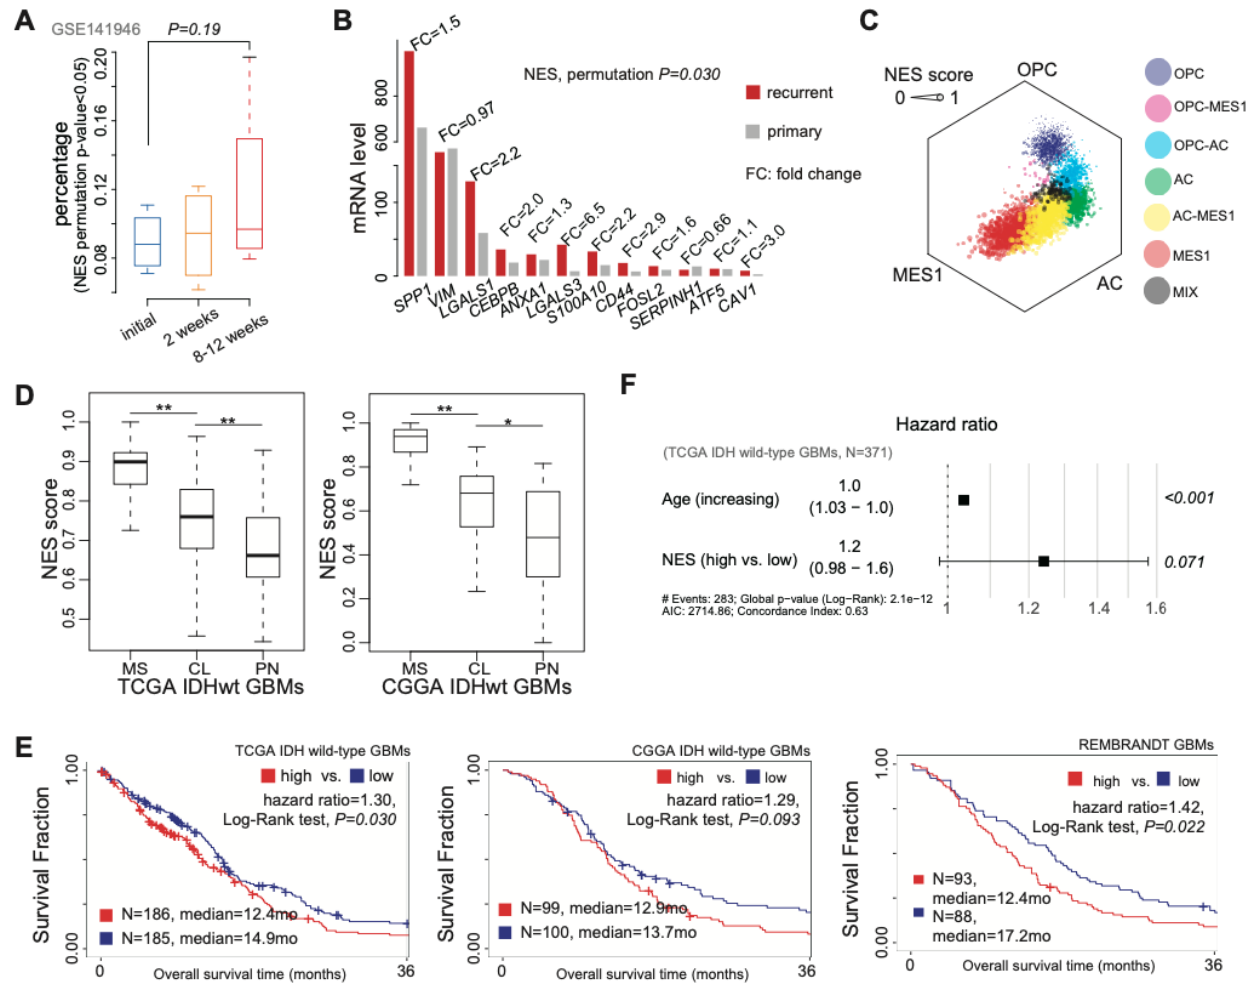 A
GSE141946
P=0.19
percentage
(NES permutation p-value<0.05)
0.20
0.16
0.12
0.08
initial
2 weeks
8-12 weeks
B
mRNA level
800
600
100
0
FC=1.5
FC=0.97
FC=2.2
FC=2.0
FC=1.3
FC=6.5
FC=2.2
FC=2.9
FC=1.6
FC=0.66
FC=1.1
FC=3.0
NES, permutation P=0.030
recurrent
primary
FC: fold change
SPP1
VIM
LGALS1
CEBPB
ANXA1
LGALS3
S100A10
CD44
FOSL2
SERPINH1
ATF5
CAV1
C
NES score
0 1
OPC
MES1
AC
OPC
OPC-MES1
OPC-AC
AC
AC-MES1
MES1
MIX
D
NES score
1.0
0.9
0.8
0.7
0.6
0.5
**
**
MS CL PN
TCGA IDHwt GBMs
NES score
1.0
0.8
0.6
0.4
0.2
0.0
**
*
MS CL PN
CGGA IDHwt GBMs
F
Hazard ratio
(TCGA IDH wild-type GBMs, N=371)
Age (increasing)
1.0
(1.03 − 1.0)
<0.001
NES (high vs. low)
1.2
(0.98 − 1.6)
0.071
# Events: 283; Global p-value (Log−Rank): 2.1e−12
AIC: 2714.86; Concordance Index: 0.63
1 1.2 1.4 1.6
E
TCGA IDH wild-type GBMs
high vs. low
hazard ratio=1.30,
Log-Rank test, P=0.030
Survival Fraction
1.00
0.00
N=186, median=12.4mo
N=185, median=14.9mo
0 36
Overall survival time (months)
CGGA IDH wild-type GBMs
high vs. low
hazard ratio=1.29,
Log-Rank test, P=0.093
Survival Fraction
1.00
0.00
N=99, median=12.9mo
N=100, median=13.7mo
0 36
Overall survival time (months)
REMBRANDT GBMs
high vs. low
hazard ratio=1.42,
Log-Rank test, P=0.022
Survival Fraction
1.00
0.00
N=93,
median=12.4mo
N=88,
median=17.2mo
0 36
Overall survival time (months)